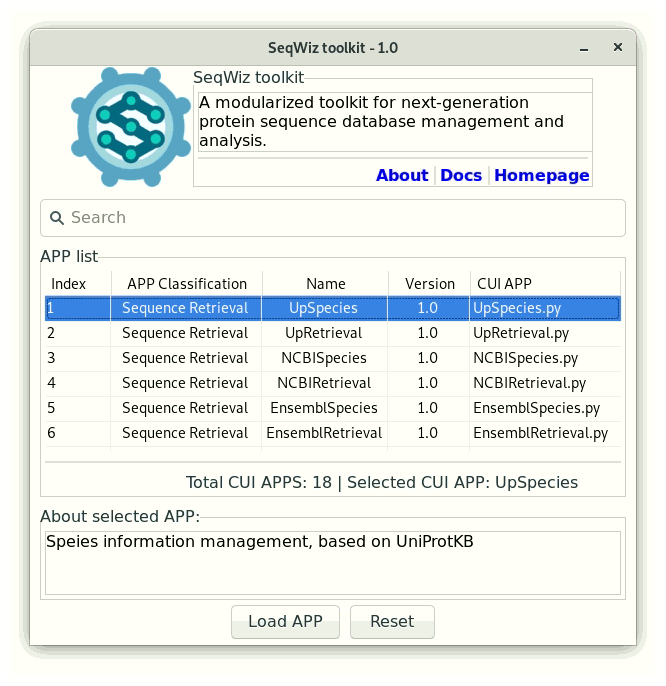 SeqWiz toolkit - 1.0
SeqWiz toolkit
A modularized toolkit for next-generation
protein sequence database management and
analysis.
About Docs Homepage
Search
APP list
Index APP Classification Name Version CUI APP
1 Sequence Retrieval UpSpecies 1.0 UpSpecies.py
2 Sequence Retrieval UpRetrieval 1.0 UpRetrieval.py
3 Sequence Retrieval NCBISpecies 1.0 NCBISpecies.py
4 Sequence Retrieval NCBIRetrieval 1.0 NCBIRetrieval.py
5 Sequence Retrieval EnsemblSpecies 1.0 EnsemblSpecies.py
6 Sequence Retrieval EnsemblRetrieval 1.0 EnsemblRetrieval.py
Total CUI APPS: 18 | Selected CUI APP: UpSpecies
About selected APP:
Speies information management, based on UniProtKB
Load APP Reset